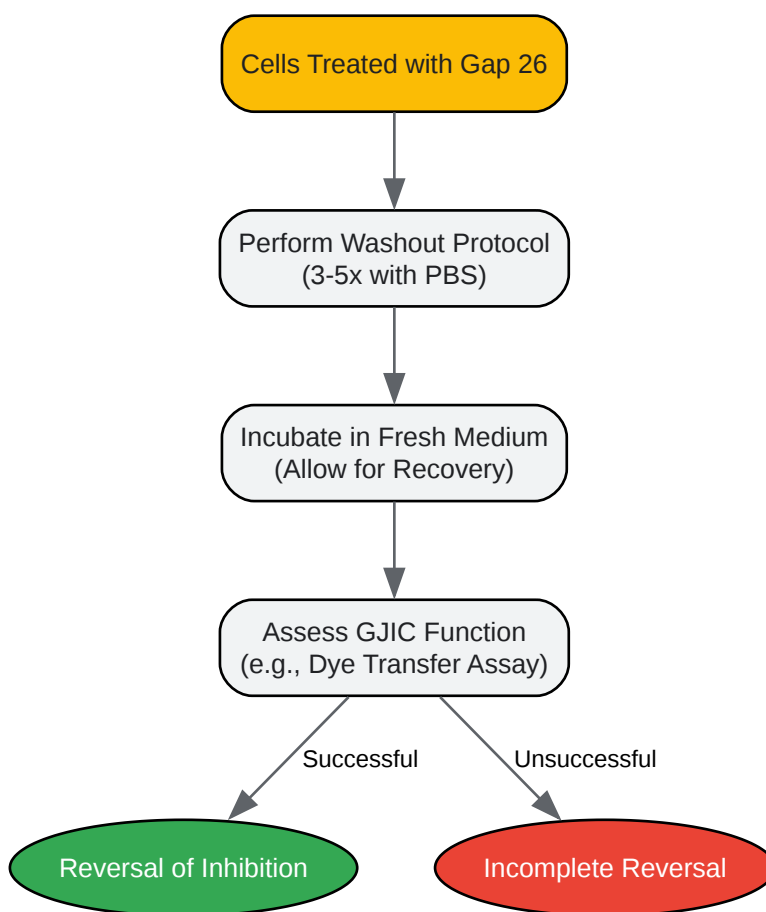 Cells Treated with Gap 26
Perform Washout Protocol
(3-5x with PBS)
Incubate in Fresh Medium
(Allow for Recovery)
Assess GJIC Function
(e.g., Dye Transfer Assay)
Successful
Unsuccessful
Reversal of Inhibition
Incomplete Reversal